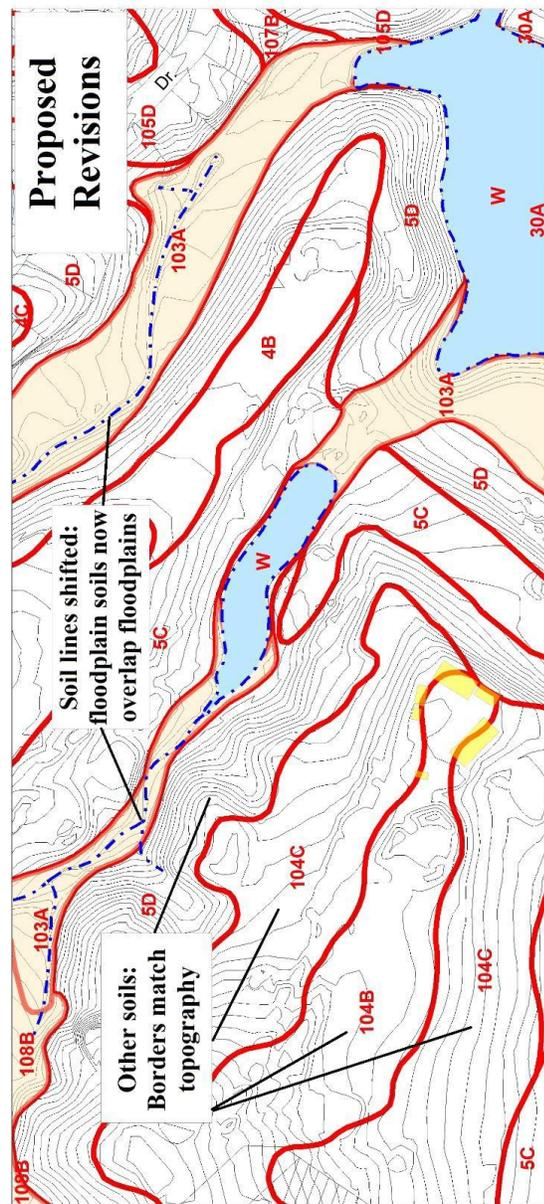 Proposed
Revisions
Soil lines shifted:
floodplain soils now
overlap floodplains
Other soils:
Borders match
topography
108B
108B
103A
4C
5D
5D
5C
105D
Dr
103A
W
4B
107B
104C
104B
105D
5D
5C
103A
104C
5D
W
5C
30A
30A